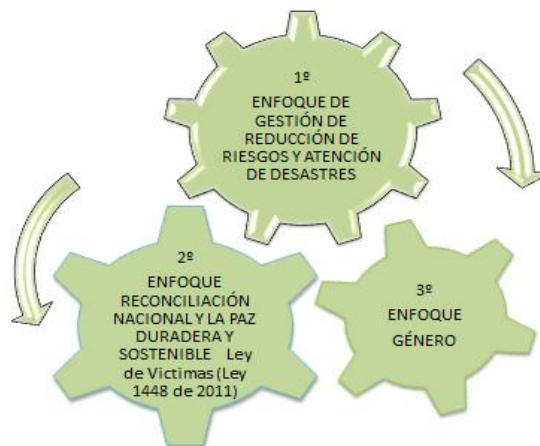 1º
ENFOQUE DE
GESTIÓN DE
REDUCCIÓN DE
RIESGOS Y ATENCIÓN
DE DESASTRES
2º
ENFOQUE
RECONCILIACIÓN
NACIONAL Y LA PAZ
DURADERA Y
SOSTENIBLE Ley
de Victimas (Ley
1448 de 2011)
3º
ENFOQUE
GÉNERO